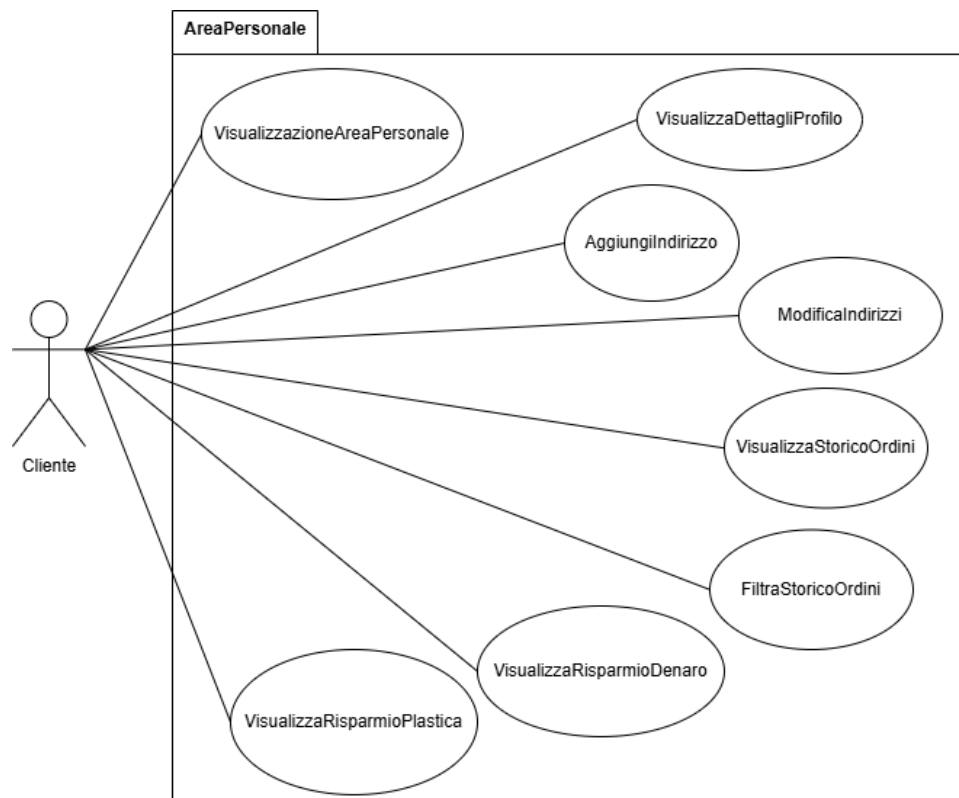 AreaPersonale
VisualizzazioneAreaPersonale
VisualizzaDettagliProfilo
AggiungiIndirizzo
ModificaIndirizzi
VisualizzaStoricoOrdini
Cliente
FiltraStoricoOrdini
VisualizzaRisparmioDenaro
VisualizzaRisparmioPlastica